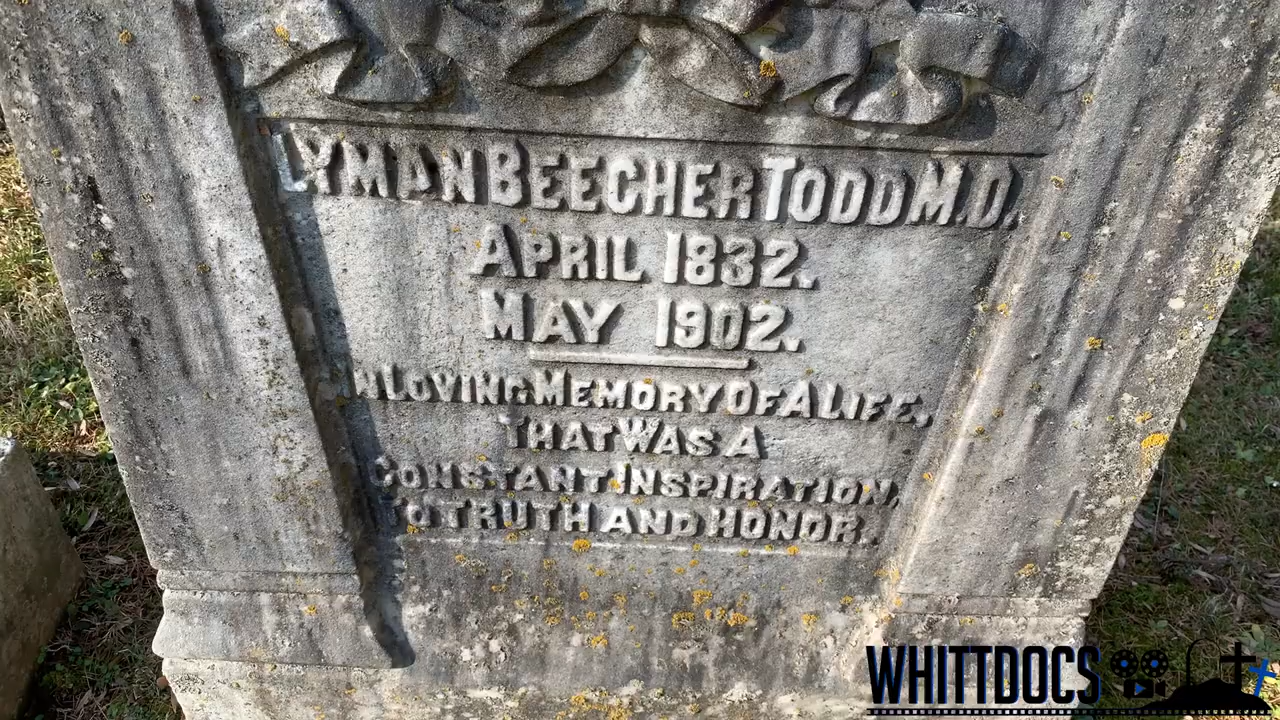 LYMAN BEECHER TODD M.D.
APRIL 1832.
MAY 1902.
IN LOVING MEMORY OF A LIFE,
THAT WAS A
CONSTANT INSPIRATION,
TO TRUTH AND HONOR.
WHITTDOCS